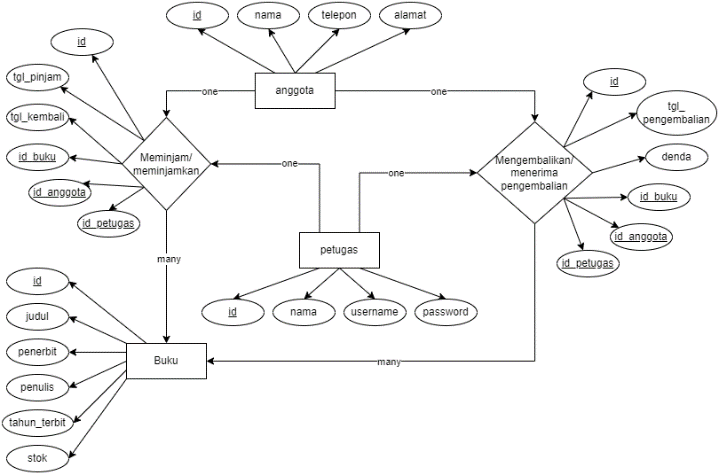 id
nama
telepon
alamat
id
tgl_pinjam
tgl_kembali
id_buku
id_anggota
id_petugas
one
anggota
one
id
tgl_
pengembalian
denda
id_buku
id_anggota
id_petugas
Meminjam/
meminjamkan
one
one
Mengembalikan/
menerima
pengembalian
petugas
many
id
nama
username
password
id
judul
penerbit
penulis
tahun_terbit
stok
Buku
many